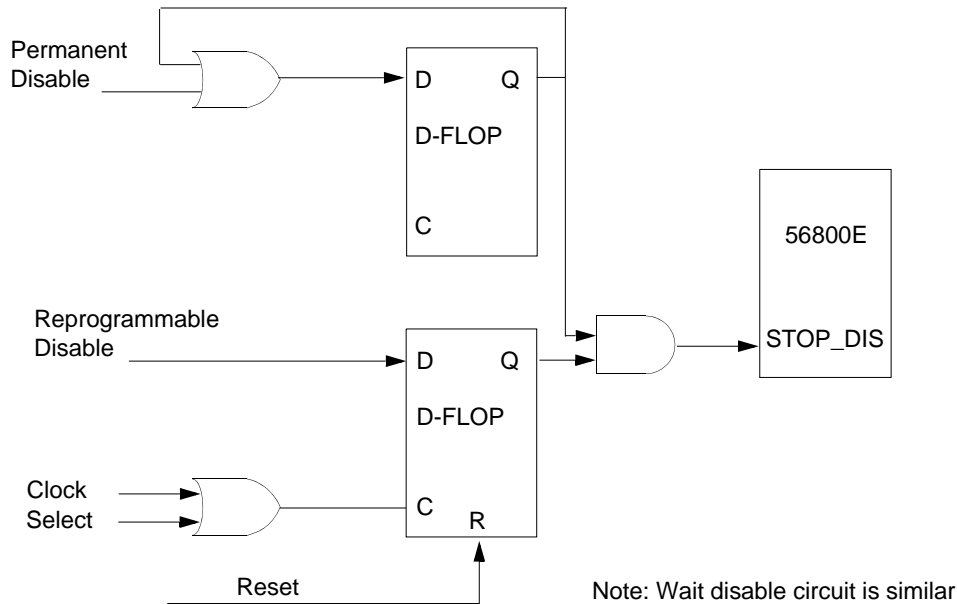 Permanent
Disable
D Q
D-FLOP
C
56800E
STOP_DIS
Reprogrammable
Disable
D Q
D-FLOP
C
R
Clock
Select
Reset
Note: Wait disable circuit is similar